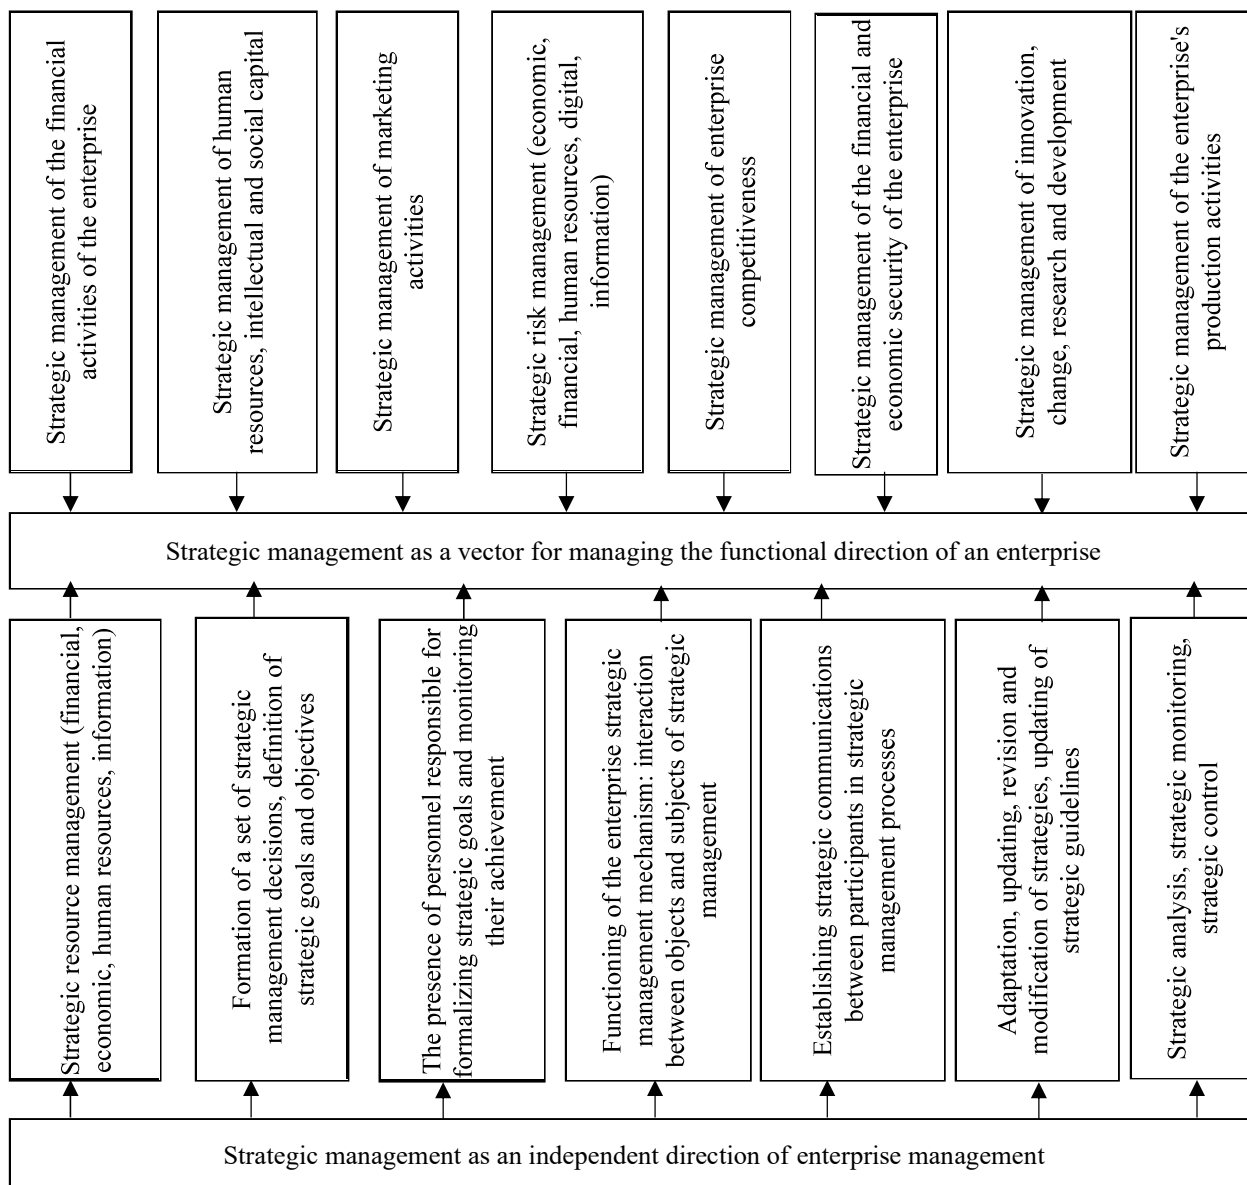 Strategic management of the financial
activities of the enterprise
Strategic management of human
resources, intellectual and social capital
Strategic management of marketing
activities
Strategic risk management (economic,
financial, human resources, digital,
information)
Strategic management of enterprise
competitiveness
Strategic management of the financial and
economic security of the enterprise
Strategic management of innovation,
change, research and development
Strategic management of the enterprise's
production activities
Strategic management as a vector for managing the functional direction of an enterprise
Strategic resource management (financial,
economic, human resources, information)
Formation of a set of strategic
management decisions, definition of
strategic goals and objectives
The presence of personnel responsible for
formalizing strategic goals and monitoring
their achievement
Functioning of the enterprise strategic
management mechanism: interaction
between objects and subjects of strategic
management
Establishing strategic communications
between participants in strategic
management processes
Adaptation, updating, revision and
modification of strategies, updating of
strategic guidelines
Strategic analysis, strategic monitoring,
strategic control
Strategic management as an independent direction of enterprise management